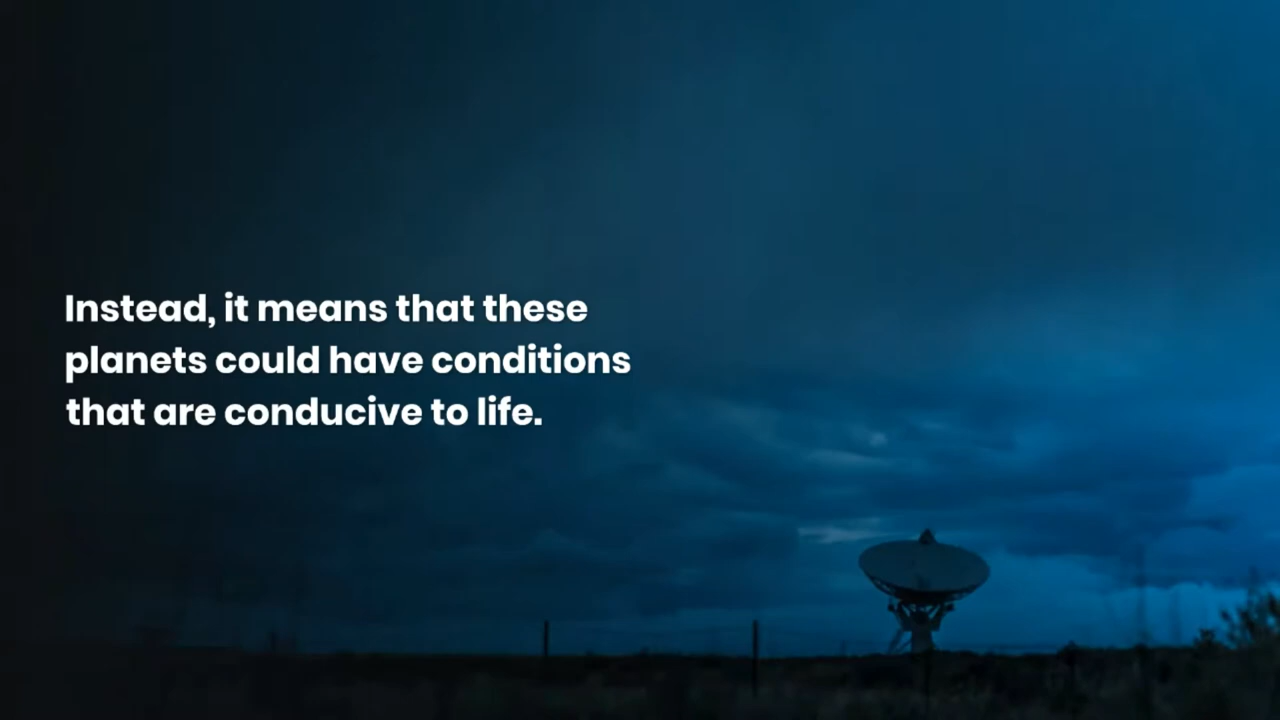 Instead, it means that these
planets could have conditions
that are conducive to life.